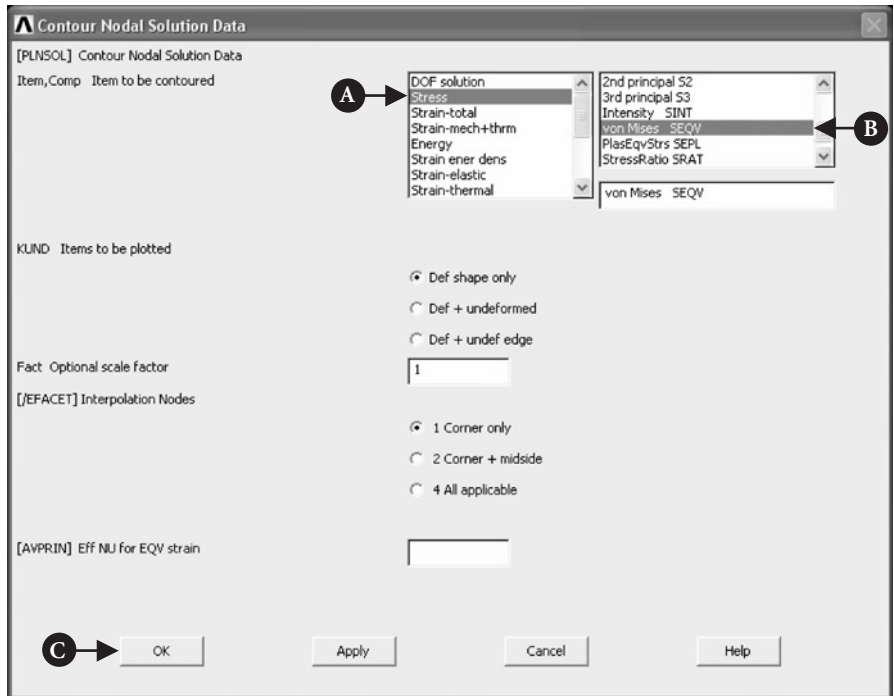 Contour Nodal Solution Data
[PLNSOL] Contour Nodal Solution Data
Item,Comp Item to be contoured
A
DOF solution
Stress
Strain-total
Strain-mech+thrm
Energy
Strain ener dens
Strain-elastic
Strain-thermal
2nd principal S2
3rd principal S3
Intensity SINT
von Mises SEQV
PlasEqvStrs SEPL
StressRatio SRAT
B
von Mises SEQV
KUND Items to be plotted
Def shape only
Def + undeformed
Def + undef edge
Fact Optional scale factor
1
[/EFACET] Interpolation Nodes
1 Corner only
2 Corner + midside
4 All applicable
[AVPRIN] Eff NU for EQV strain
C
OK
Apply
Cancel
Help